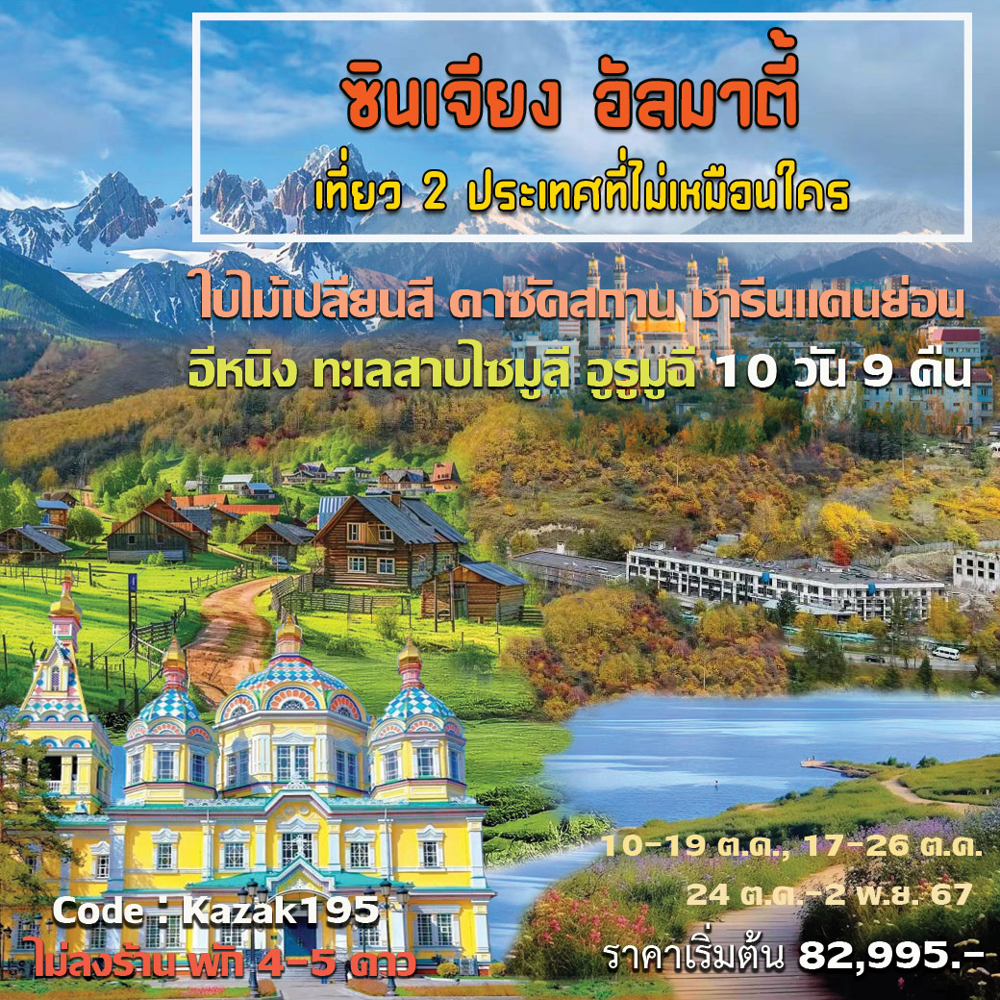 ซินเจียง อัลมาตี้
เที่ยว 2 ประเทศที่ไม่เหมือนใคร
ใบไม้เปลี่ยนสี คาซัคสถาน ชารีนแคนย่อน
อีหนิง ทะเลสาบไซมูลี อูรูมูฉี 10 วัน 9 คืน
10-19 ต.ค., 17-26 ต.ค.
24 ต.ค.-2 พ.ย. 67
Code : Kazak195
ไม่ลงร้าน พัก 4-5 ดาว
ราคาเริ่มต้น 82,995.-